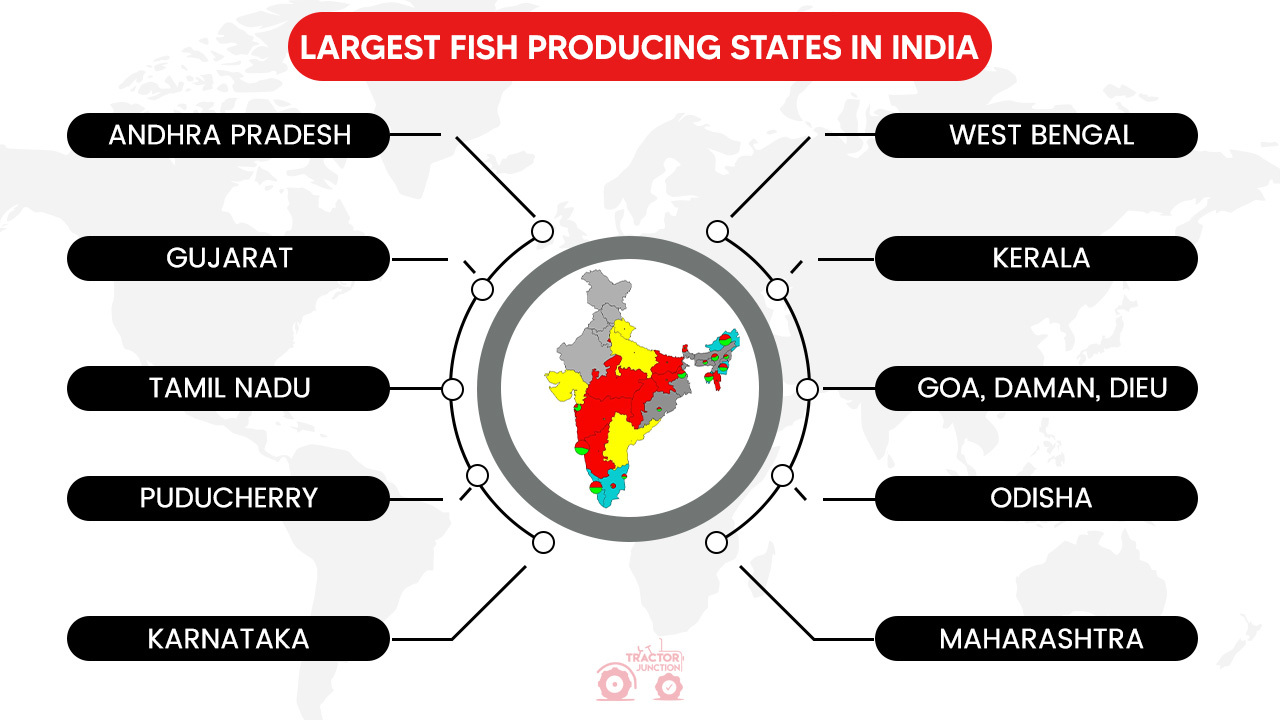 LARGEST FISH PRODUCING STATES IN INDIA
ANDHRA PRADESH
WEST BENGAL
GUJARAT
KERALA
TAMIL NADU
GOA, DAMAN, DIEU
PUDUCHERRY
ODISHA
KARNATAKA
MAHARASHTRA
TRACTOR
JUNCTION